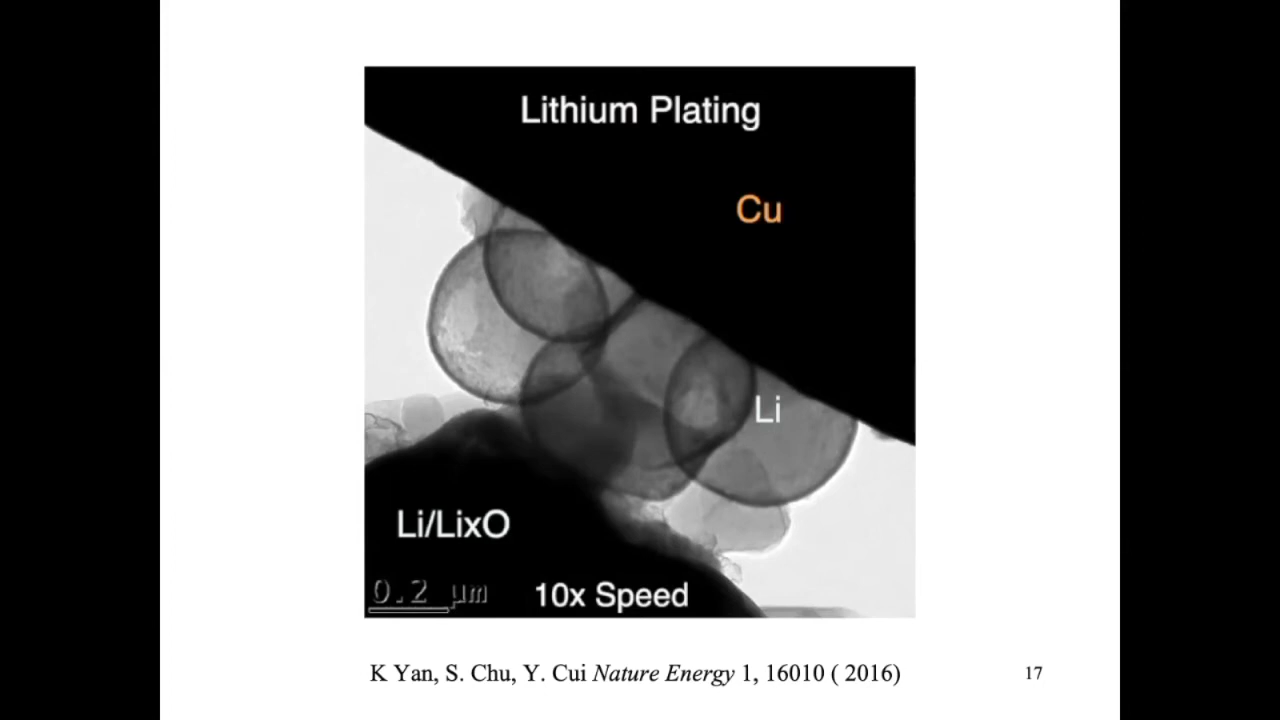 Lithium Plating
Cu
Li
Li/LixO
0.2 µm
10x Speed
K Yan, S. Chu, Y. Cui Nature Energy 1, 16010 ( 2016)
17